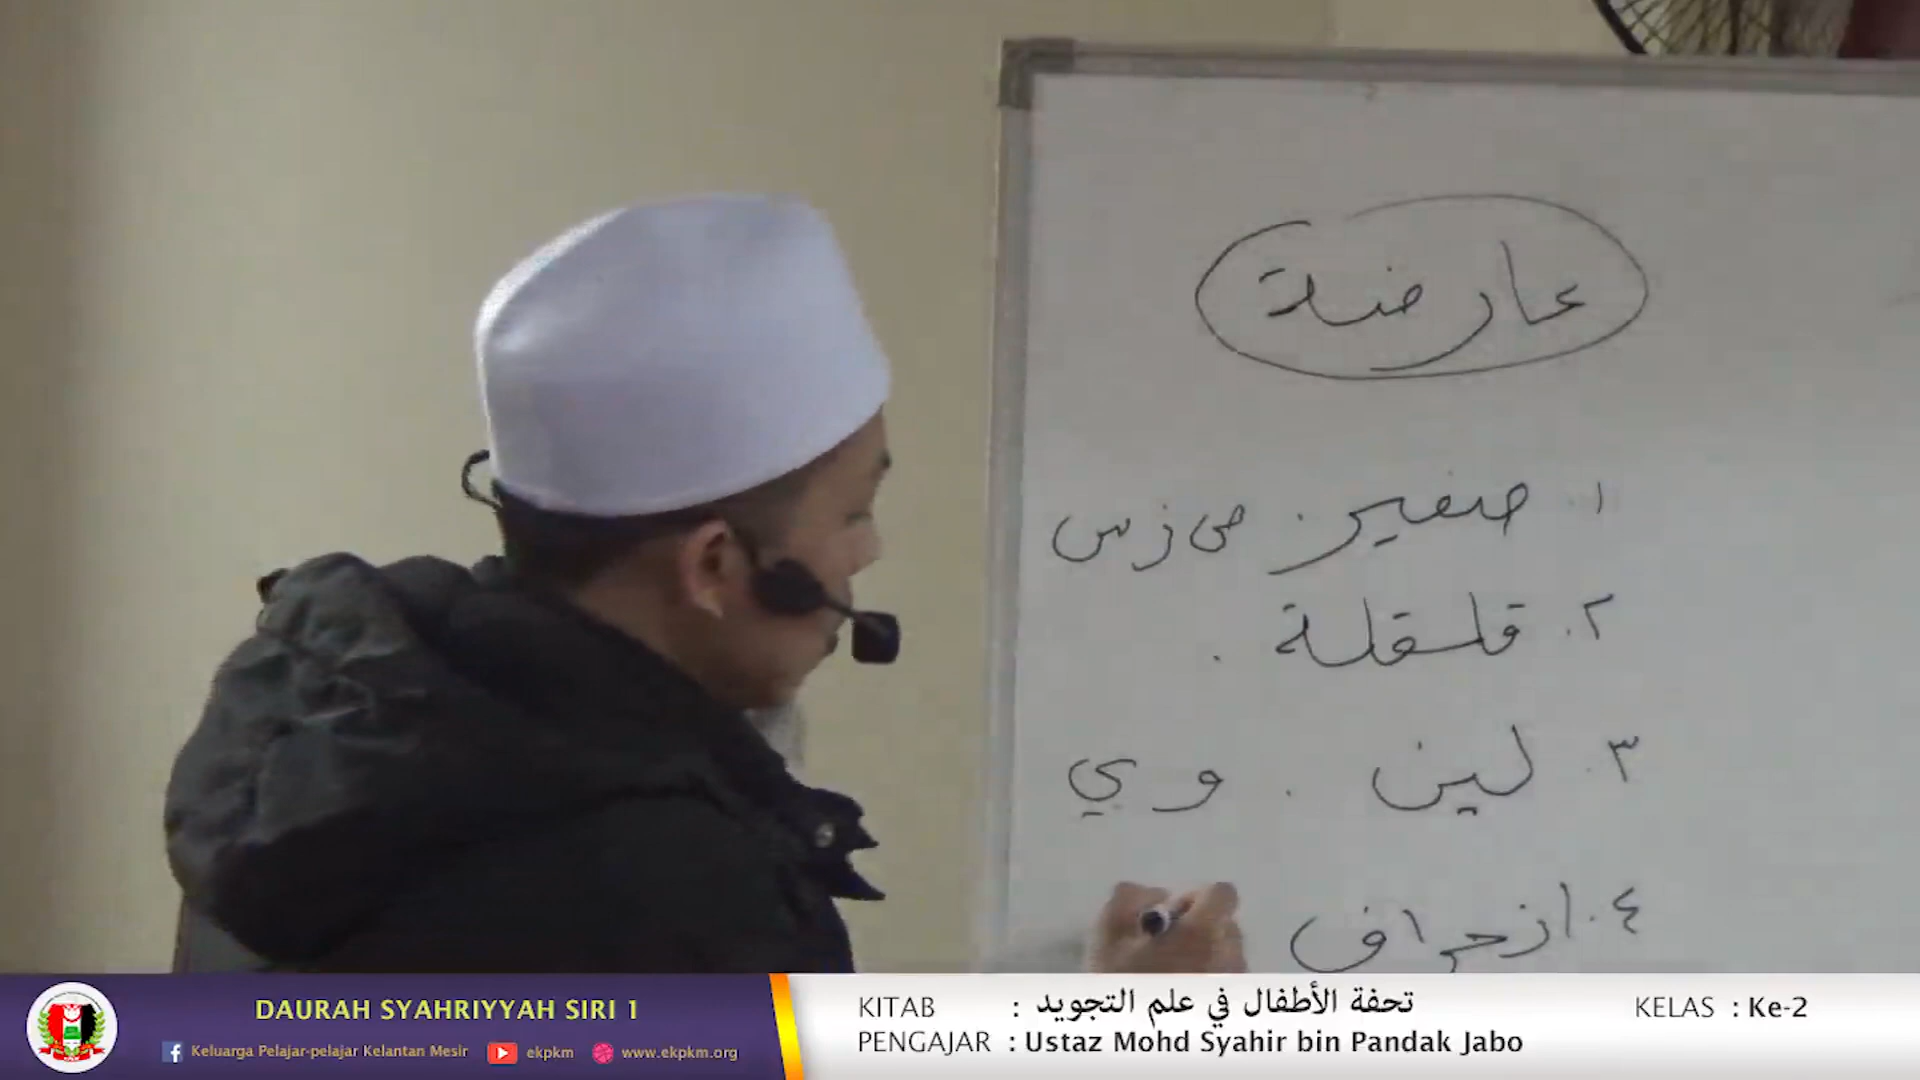 عارضة
١. صفير. ص ز س
٢. قلقلة .
٣. لين . و ي
٤. انحراف
DAURAH SYAHRIYYAH SIRI 1
Keluarga Pelajar-pelajar Kelantan Mesir ekpkm www.ekpkm.org
KITAB : تحفة الأطفال في علم التجويد
PENGAJAR : Ustaz Mohd Syahir bin Pandak Jabo
KELAS : Ke-2